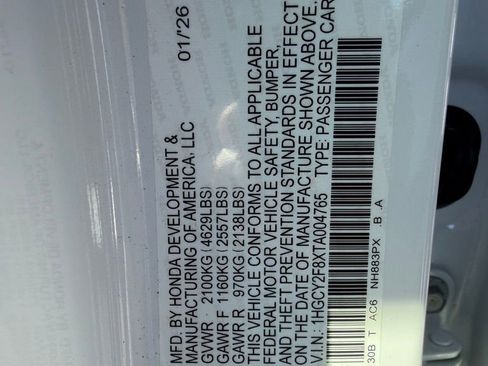 MFD. BY HONDA DEVELOPMENT & 01/'26
MANUFACTURING OF AMERICA, LLC
GVWR 2100KG (4629LBS)
GAWR F 1160KG (2557LBS)
GAWR R 970KG (2138LBS)
THIS VEHICLE CONFORMS TO ALL APPLICABLE
FEDERAL MOTOR VEHICLE SAFETY, BUMPER,
AND THEFT PREVENTION STANDARDS IN EFFECT
ON THE DATE OF MANUFACTURE SHOWN ABOVE.
V.I.N.: 1HGCY2F8XTA004765 TYPE: PASSENGER CAR
30B T AC6 NH883PX .B .A